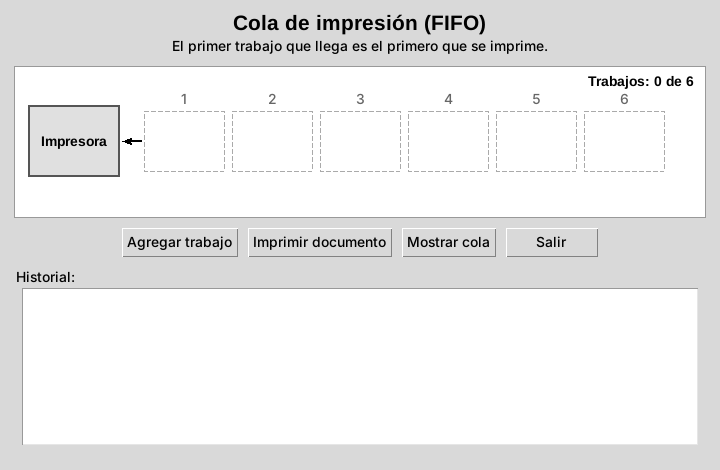 Cola de impresión (FIFO)
El primer trabajo que llega es el primero que se imprime.
Trabajos: 0 de 6
1 2 3 4 5 6
Impresora
Agregar trabajo Imprimir documento Mostrar cola Salir
Historial: